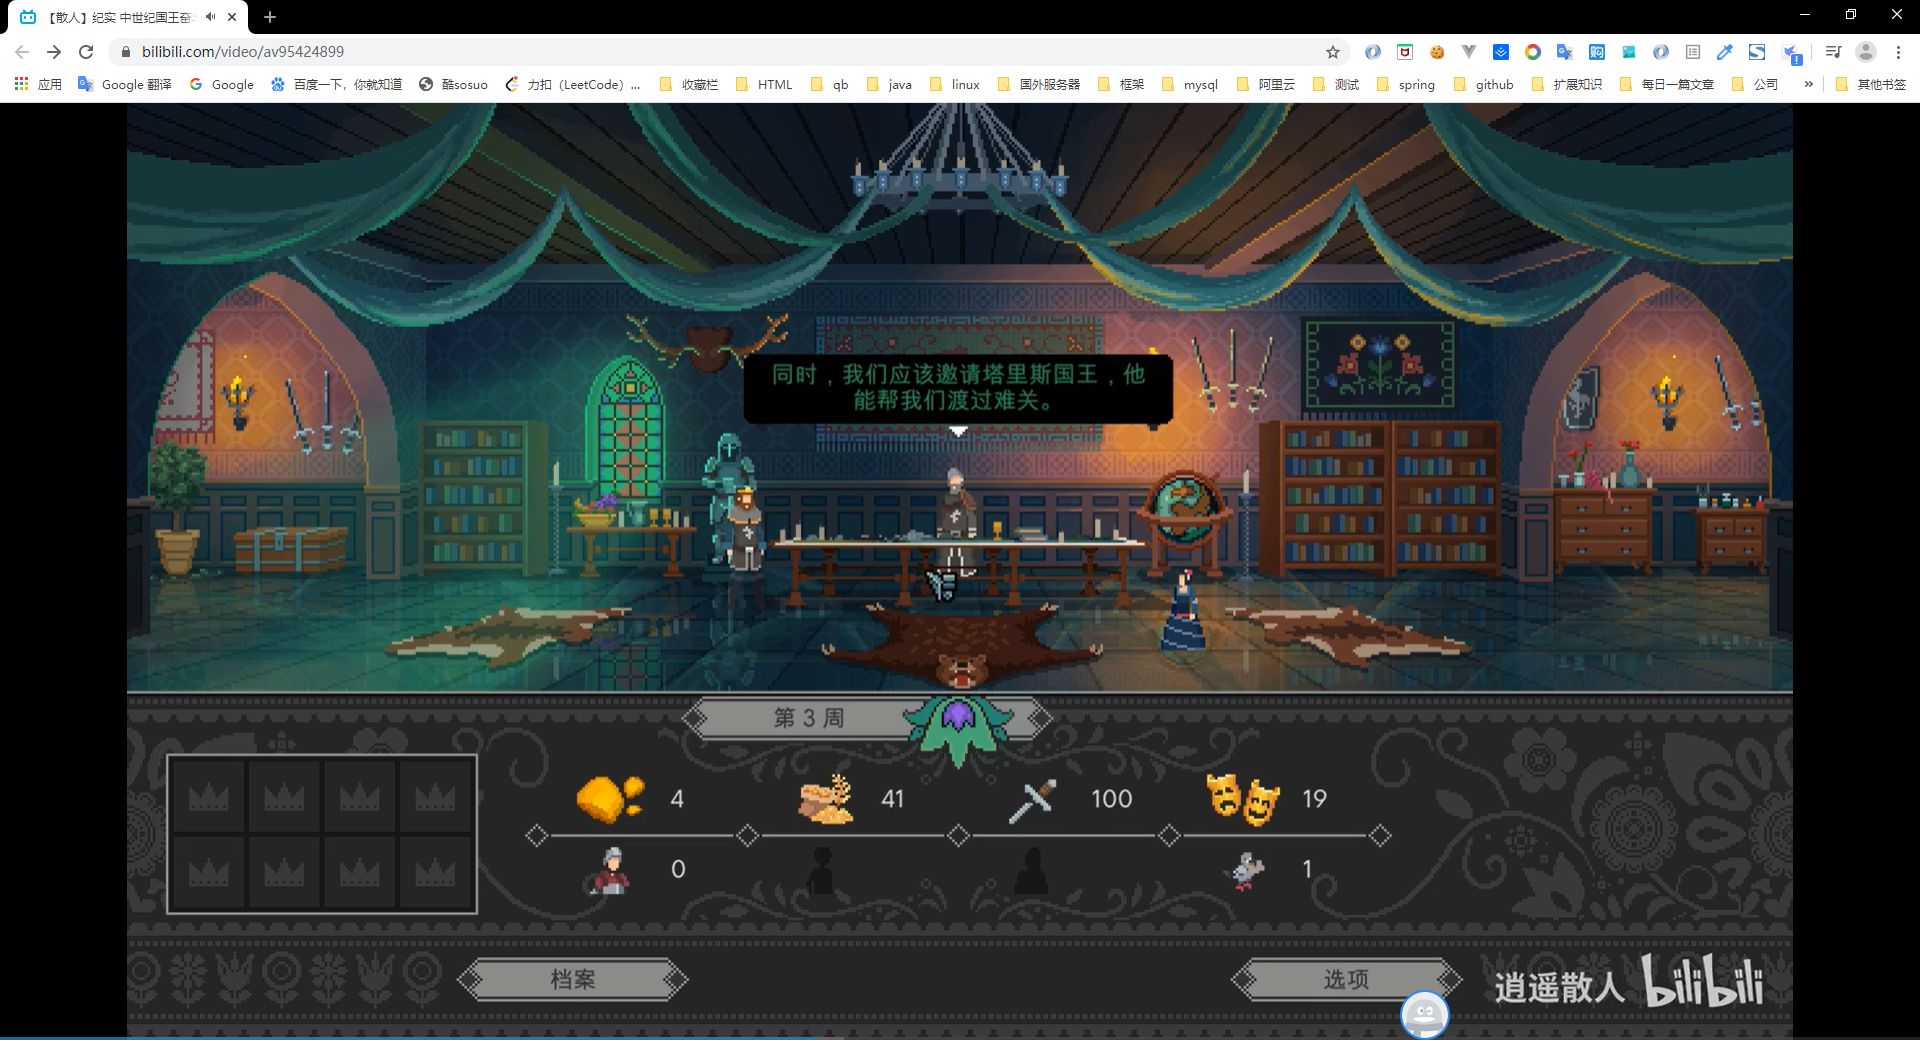 【散人】纪实 中世纪国王奋
bilibili.com/video/av95424899
应用 Google 翻译 Google 百度一下，你就知道 酷sosuo 力扣（LeetCode）... 收藏栏 HTML qb java linux 国外服务器 框架 mysql 阿里云 测试 spring github 扩展知识 每日一篇文章 公司 » 其他书签
同时，我们应该邀请塔里斯国王，他
能帮我们渡过难关。
第 3 周
4 41 100 19
0 1
档案 选项
逍遥散人 bilibili